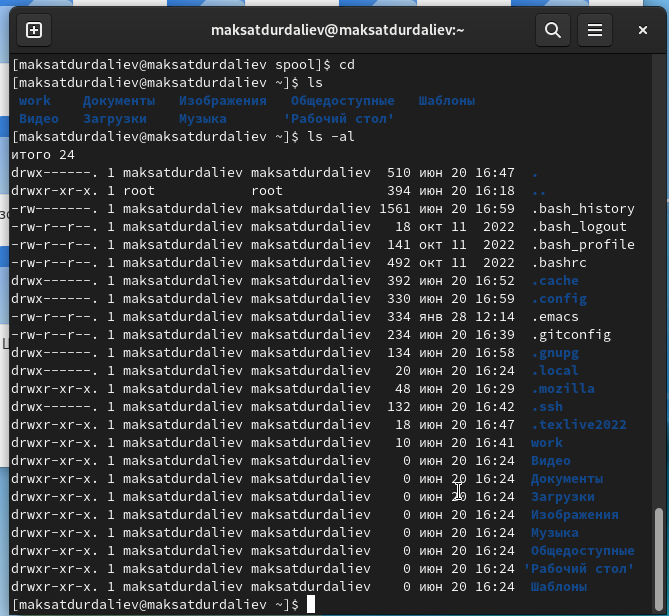 maksatdurdaliev@maksatdurdaliev:~
[maksatdurdaliev@maksatdurdaliev spool]$ cd
[maksatdurdaliev@maksatdurdaliev ~]$ ls
work Документы Изображения Общедоступные Шаблоны
Видео Загрузки Музыка 'Рабочий стол'
[maksatdurdaliev@maksatdurdaliev ~]$ ls -al
итого 24
drwx------. 1 maksatdurdaliev maksatdurdaliev 510 июн 20 16:47 .
drwxr-xr-x. 1 root root 394 июн 20 16:18 ..
-rw-------. 1 maksatdurdaliev maksatdurdaliev 1561 июн 20 16:59 .bash_history
-rw-r--r--. 1 maksatdurdaliev maksatdurdaliev 18 окт 11 2022 .bash_logout
-rw-r--r--. 1 maksatdurdaliev maksatdurdaliev 141 окт 11 2022 .bash_profile
-rw-r--r--. 1 maksatdurdaliev maksatdurdaliev 492 окт 11 2022 .bashrc
drwx------. 1 maksatdurdaliev maksatdurdaliev 392 июн 20 16:52 .cache
drwx------. 1 maksatdurdaliev maksatdurdaliev 330 июн 20 16:59 .config
-rw-r--r--. 1 maksatdurdaliev maksatdurdaliev 334 янв 28 12:14 .emacs
-rw-r--r--. 1 maksatdurdaliev maksatdurdaliev 234 июн 20 16:39 .gitconfig
drwx------. 1 maksatdurdaliev maksatdurdaliev 134 июн 20 16:58 .gnupg
drwx------. 1 maksatdurdaliev maksatdurdaliev 20 июн 20 16:24 .local
drwxr-xr-x. 1 maksatdurdaliev maksatdurdaliev 48 июн 20 16:29 .mozilla
drwx------. 1 maksatdurdaliev maksatdurdaliev 132 июн 20 16:42 .ssh
drwxr-xr-x. 1 maksatdurdaliev maksatdurdaliev 18 июн 20 16:47 .texlive2022
drwxr-xr-x. 1 maksatdurdaliev maksatdurdaliev 10 июн 20 16:41 work
drwxr-xr-x. 1 maksatdurdaliev maksatdurdaliev 0 июн 20 16:24 Видео
drwxr-xr-x. 1 maksatdurdaliev maksatdurdaliev 0 июн 20 16:24 Документы
drwxr-xr-x. 1 maksatdurdaliev maksatdurdaliev 0 июн 20 16:24 Загрузки
drwxr-xr-x. 1 maksatdurdaliev maksatdurdaliev 0 июн 20 16:24 Изображения
drwxr-xr-x. 1 maksatdurdaliev maksatdurdaliev 0 июн 20 16:24 Музыка
drwxr-xr-x. 1 maksatdurdaliev maksatdurdaliev 0 июн 20 16:24 Общедоступные
drwxr-xr-x. 1 maksatdurdaliev maksatdurdaliev 0 июн 20 16:24 'Рабочий стол'
drwxr-xr-x. 1 maksatdurdaliev maksatdurdaliev 0 июн 20 16:24 Шаблоны
[maksatdurdaliev@maksatdurdaliev ~]$